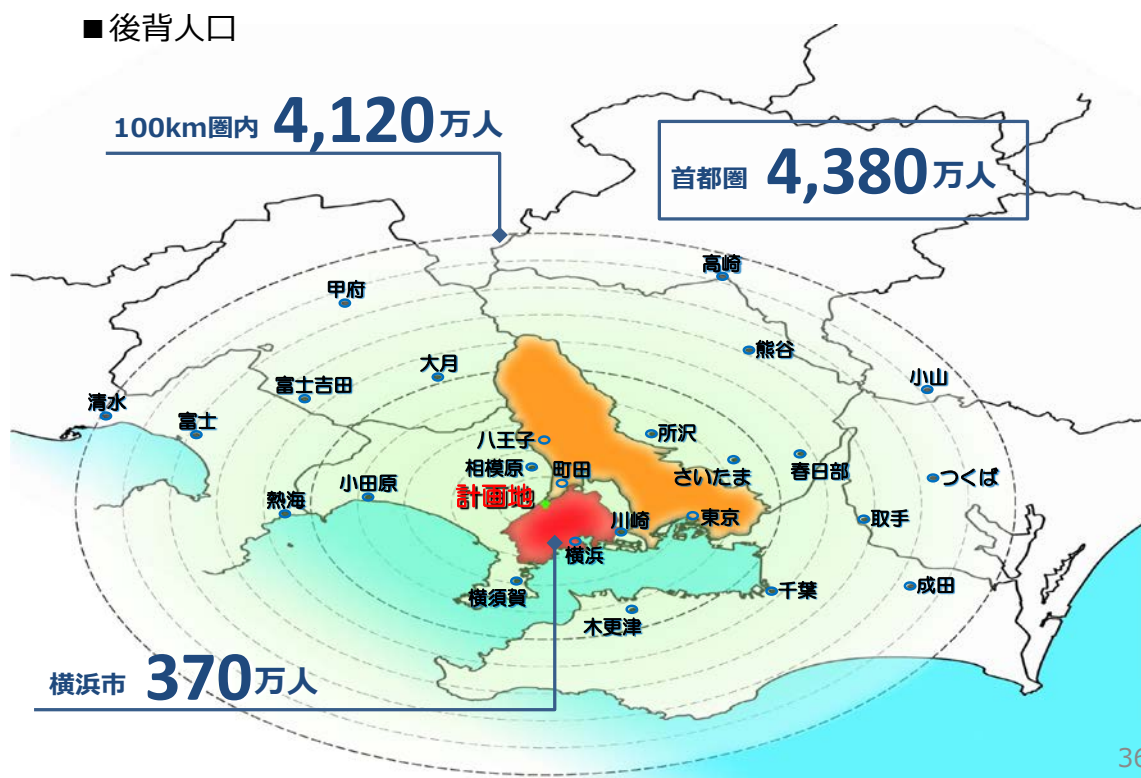 ■後背人口
100km圏内 4,120万人
首都圏 4,380万人
高崎
甲府
熊谷
大月
小山
富士吉田
清水
富士
八王子
所沢
相模原
町田
さいたま
春日部
つくば
小田原
計画地
熱海
川崎
東京
取手
横浜
横須賀
千葉
成田
木更津
横浜市 370万人
36